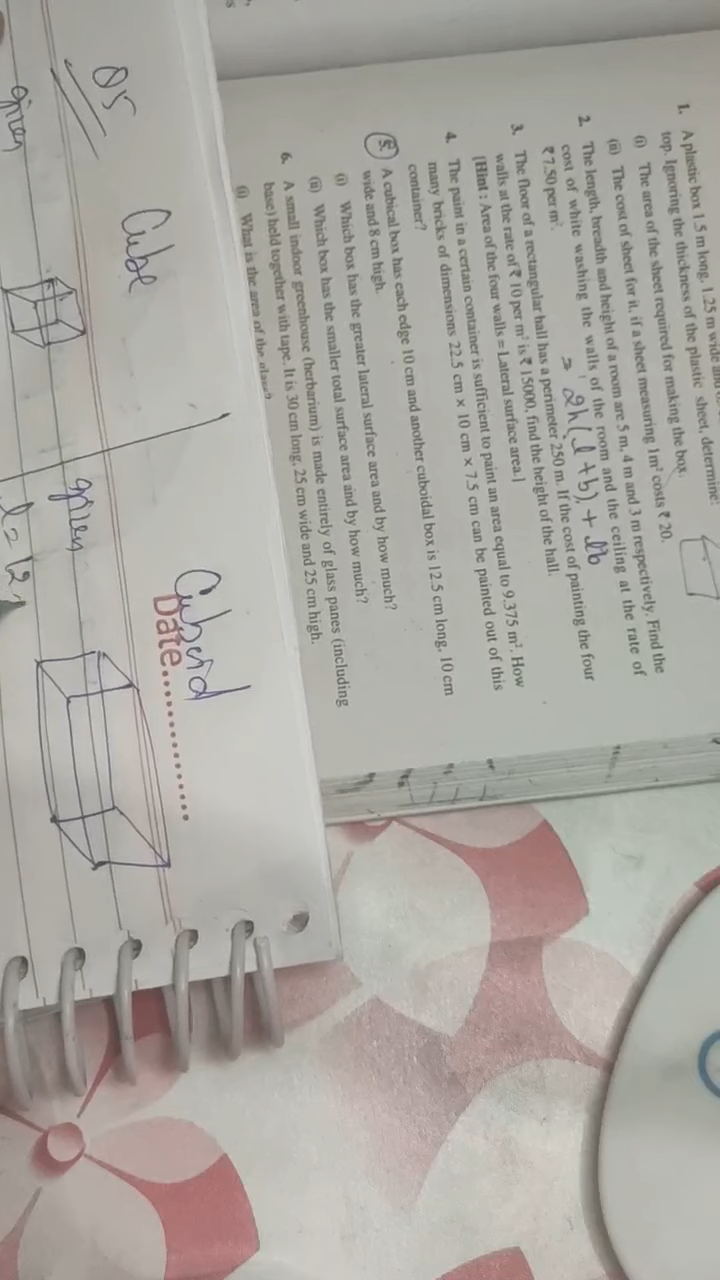 1. A plastic box 1.5 m long, 1.25 m wide and
top. Ignoring the thickness of the plastic sheet, determine:
(i) The area of the sheet required for making the box.
(ii) The cost of sheet for it, if a sheet measuring 1m² costs ₹ 20.
2. The length, breadth and height of a room are 5 m, 4 m and 3 m respectively. Find the
cost of white washing the walls of the room and the ceiling at the rate of
₹ 7.50 per m².
= 2h(l+b) + lb
3. The floor of a rectangular hall has a perimeter 250 m. If the cost of painting the four
walls at the rate of ₹ 10 per m² is ₹ 15000, find the height of the hall.
[Hint : Area of the four walls = Lateral surface area.]
4. The paint in a certain container is sufficient to paint an area equal to 9.375 m². How
many bricks of dimensions 22.5 cm × 10 cm × 7.5 cm can be painted out of this
container?
5. A cubical box has each edge 10 cm and another cuboidal box is 12.5 cm long, 10 cm
wide and 8 cm high.
(i) Which box has the greater lateral surface area and by how much?
(ii) Which box has the smaller total surface area and by how much?
6. A small indoor greenhouse (herbarium) is made entirely of glass panes (including
base) held together with tape. It is 30 cm long, 25 cm wide and 25 cm high.
(i) What is the area of the glass?
Date..............
Q5
Cube
Cuboid
given
given
l = 12.